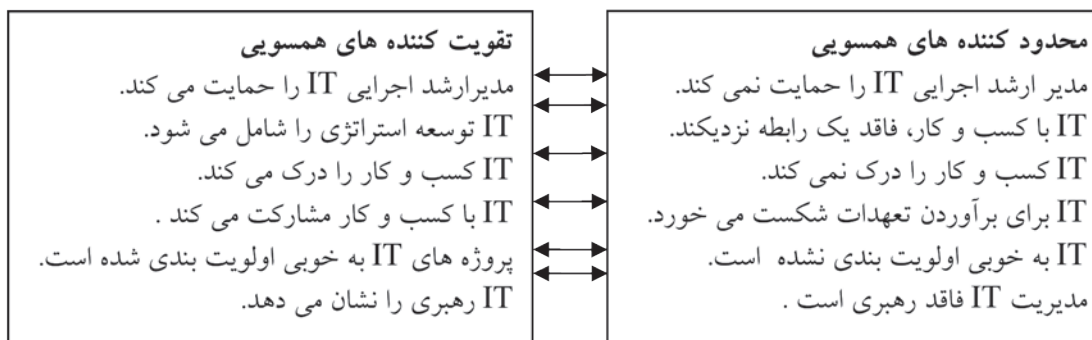 محدود کننده های همسویی
مدیر ارشد اجرایی IT را حمایت نمی کند.
IT با کسب و کار، فاقد یک رابطه نزدیکند.
IT کسب و کار را درک نمی کند.
IT برای برآوردن تعهدات شکست می خورد.
IT به خوبی اولویت بندی نشده است.
مدیریت IT فاقد رهبری است .
تقویت کننده های همسویی
مدیرارشد اجرایی IT را حمایت می کند.
IT توسعه استراتژی را شامل می شود.
IT کسب و کار را درک می کند.
IT با کسب و کار مشارکت می کند .
پروژه های IT به خوبی اولویت بندی شده است.
IT رهبری را نشان می دهد.